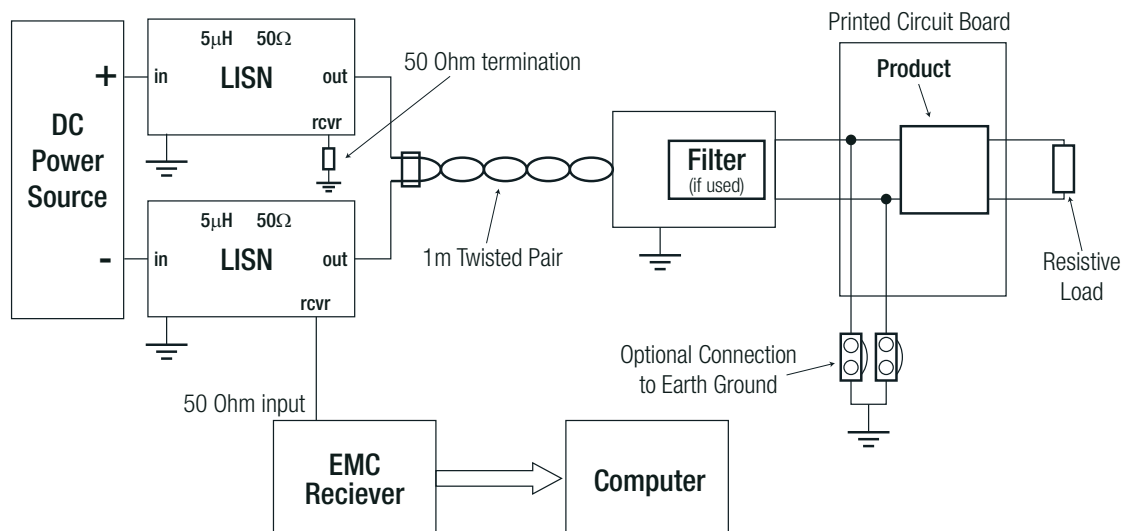 Printed Circuit Board
5μH 50Ω
LISN
in
out
rcvr
50 Ohm termination
Product
+
DC
Power
Source
-
Filter
(if used)
5μH 50Ω
LISN
in
out
rcvr
1m Twisted Pair
Resistive
Load
Optional Connection
to Earth Ground
50 Ohm input
EMC
Reciever
Computer